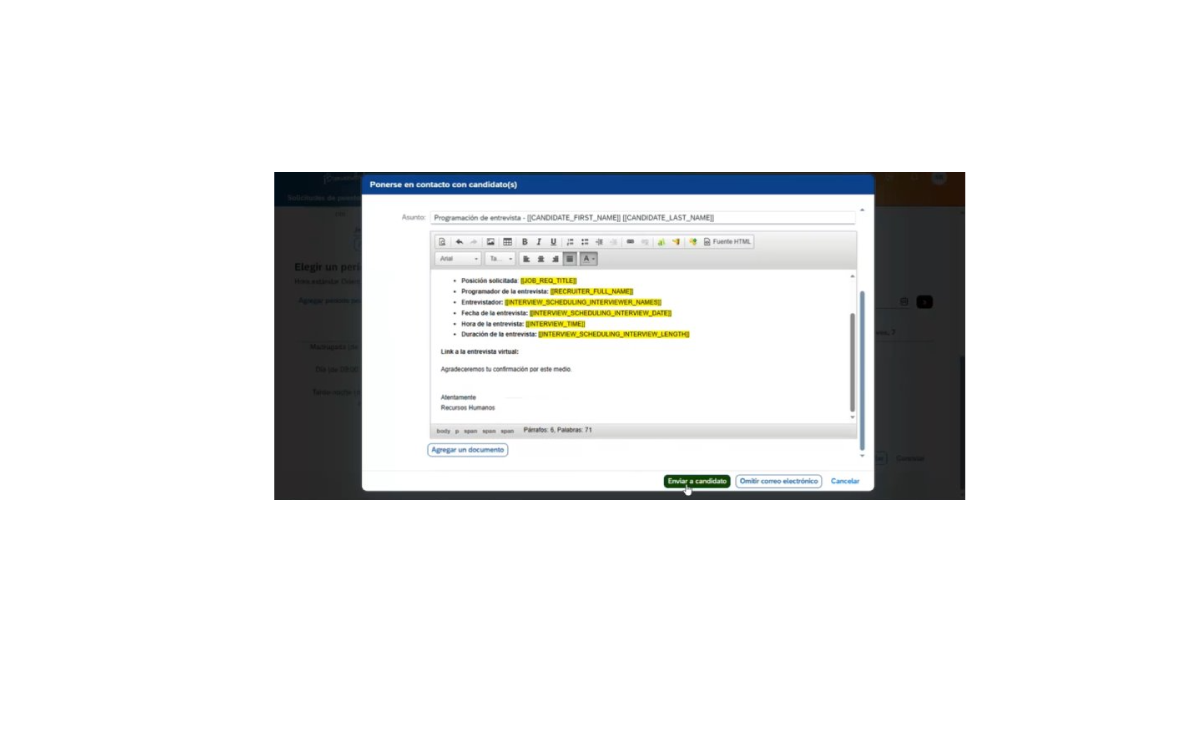 Ponerse en contacto con candidato(s)
Asunto: Programación de entrevista - [[CANDIDATE_FIRST_NAME]] [[CANDIDATE_LAST_NAME]]
B I U Fuente HTML
Arial Ta... A
• Posición solicitada: [[JOB_REQ_TITLE]]
• Programador de la entrevista: [[RECRUITER_FULL_NAME]]
• Entrevistador: [[INTERVIEW_SCHEDULING_INTERVIEWER_NAMES]]
• Fecha de la entrevista: [[INTERVIEW_SCHEDULING_INTERVIEW_DATE]]
• Hora de la entrevista: [[INTERVIEW_TIME]]
• Duración de la entrevista: [[INTERVIEW_SCHEDULING_INTERVIEW_LENGTH]]
Link a la entrevista virtual:
Agradeceremos tu confirmación por este medio.
Atentamente
Recursos Humanos
body p span span span Párrafos: 6, Palabras: 71
Agregar un documento
Enviar a candidato Omitir correo electrónico Cancelar
Elegir un